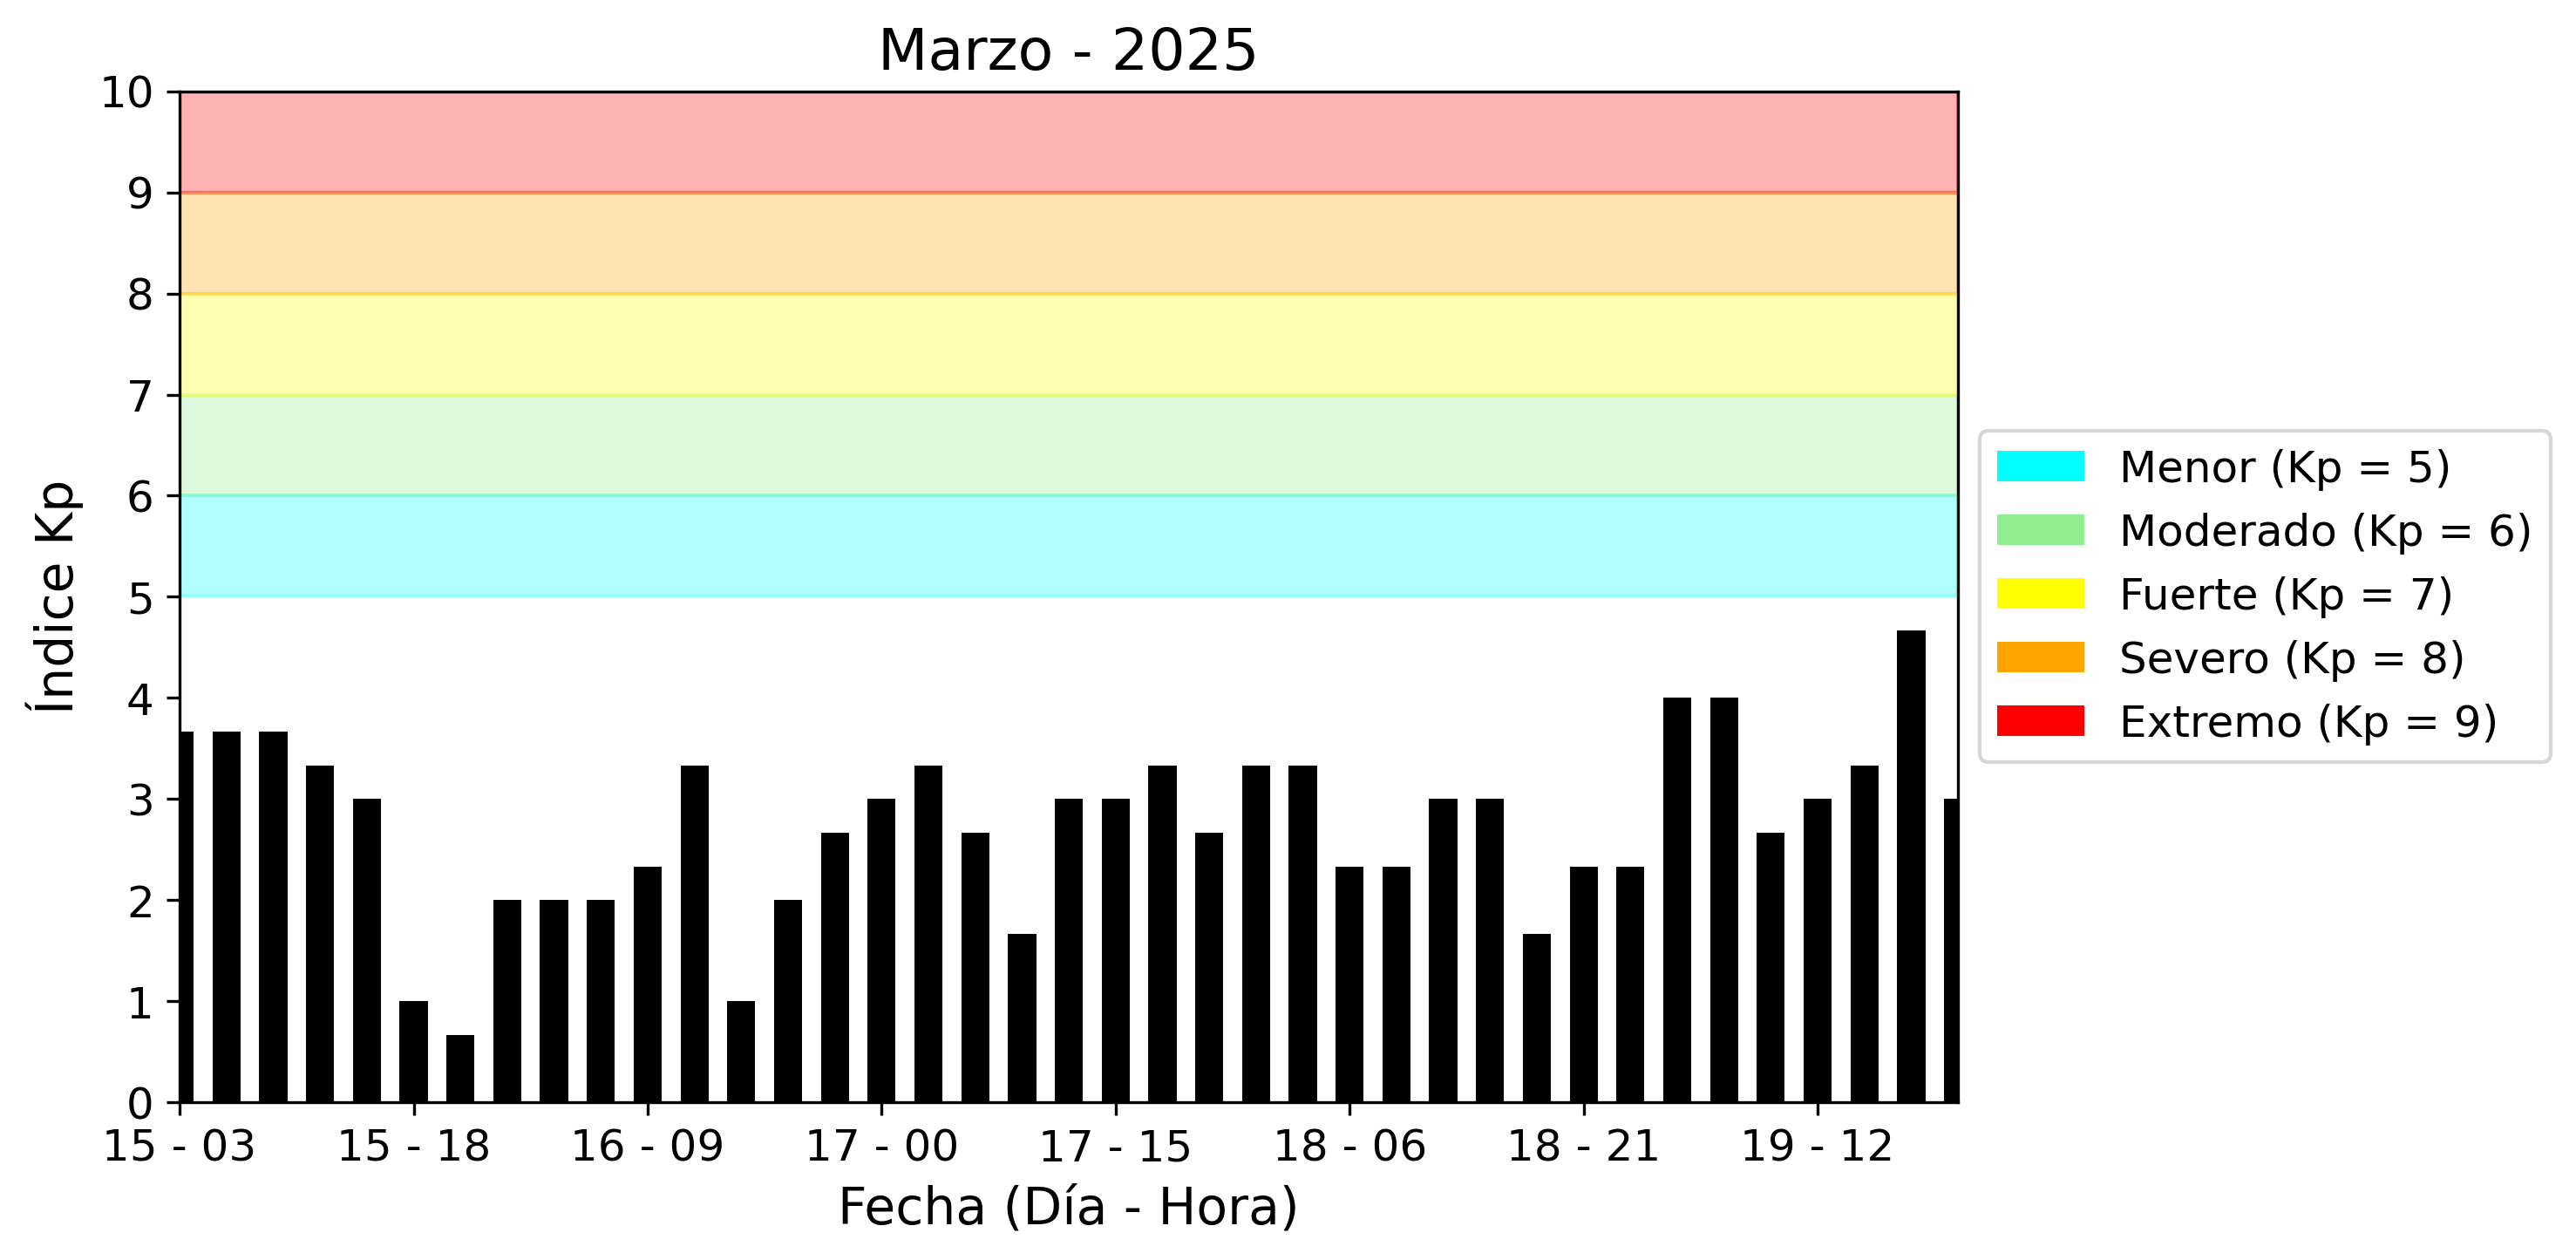 Marzo - 2025
10
9
8
7
6
5
4
3
2
1
0
Índice Kp
15 - 03
15 - 18
16 - 09
17 - 00
17 - 15
18 - 06
18 - 21
19 - 12
Fecha (Día - Hora)
Menor (Kp = 5)
Moderado (Kp = 6)
Fuerte (Kp = 7)
Severo (Kp = 8)
Extremo (Kp = 9)